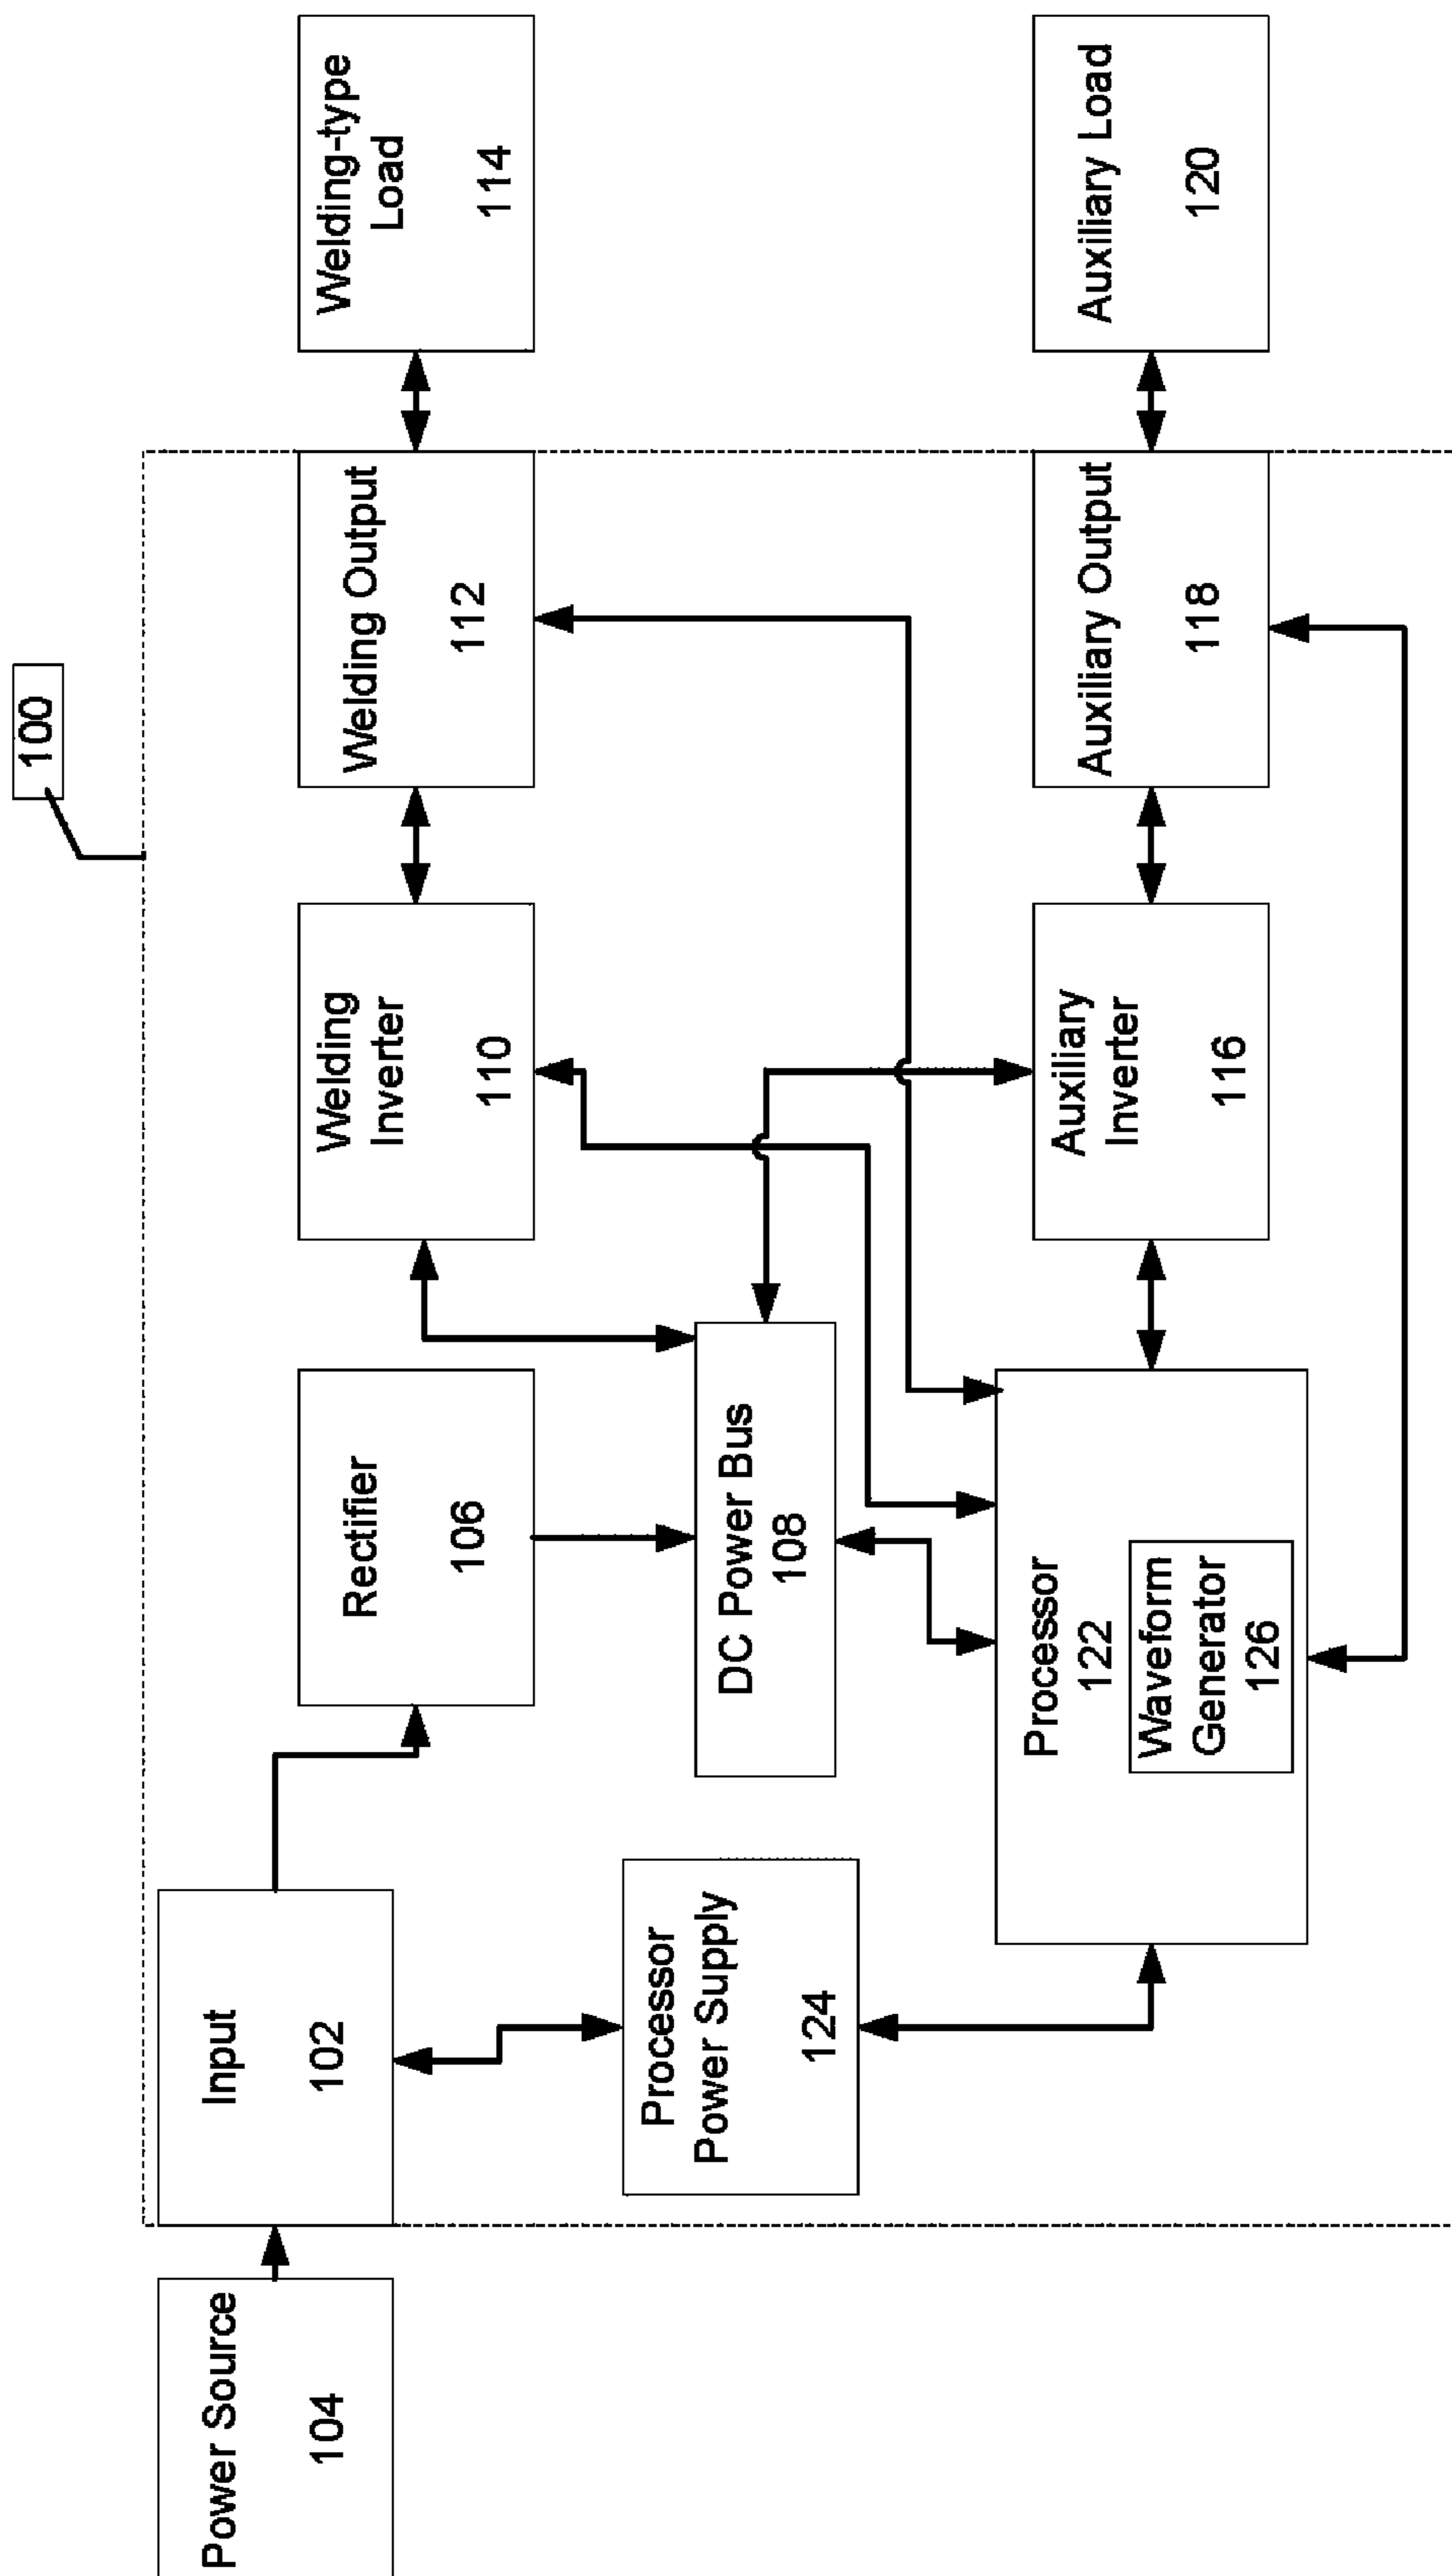 100
Power Source
104
Input
102
Rectifier
106
Welding
Inverter
110
Welding Output
112
Welding-type
Load
114
Processor
Power Supply
124
DC Power Bus
108
Processor
122
Waveform
Generator
126
Auxiliary
Inverter
116
Auxiliary Output
118
Auxiliary Load
120